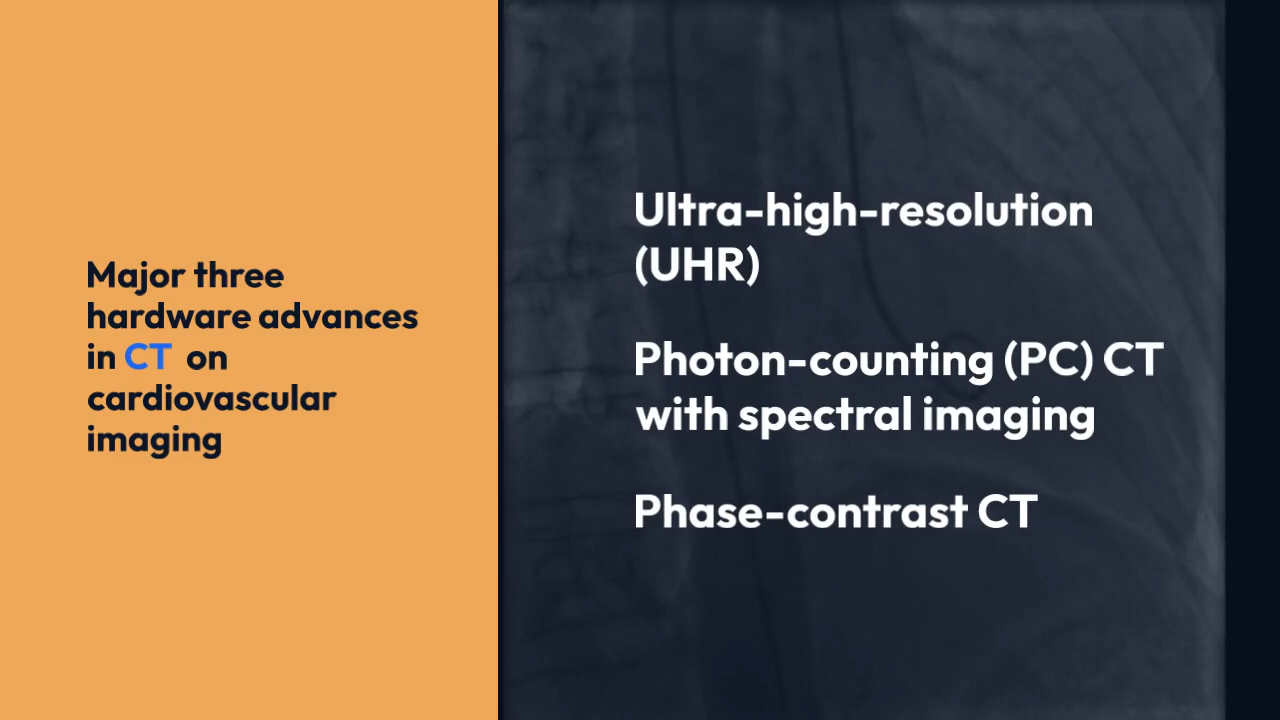 Major three
hardware advances
in CT on
cardiovascular
imaging
Ultra-high-resolution
(UHR)
Photon-counting (PC) CT
with spectral imaging
Phase-contrast CT